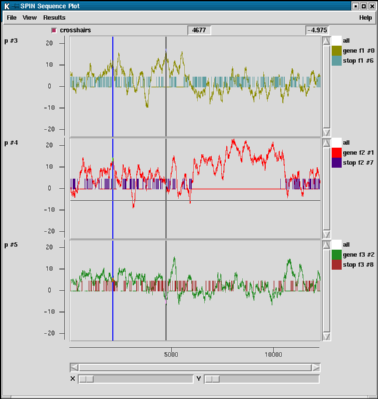 SPIN Sequence Plot
File View Results Help
crosshairs 4677 -4.975
p #3
20
10
0
-10
-20
all
gene f1 #0
stop f1 #6
p #4
20
10
0
-10
-20
all
gene f2 #1
stop f2 #7
p #5
20
10
0
-10
-20
all
gene f3 #2
stop f3 #8
5000 10000
X Y